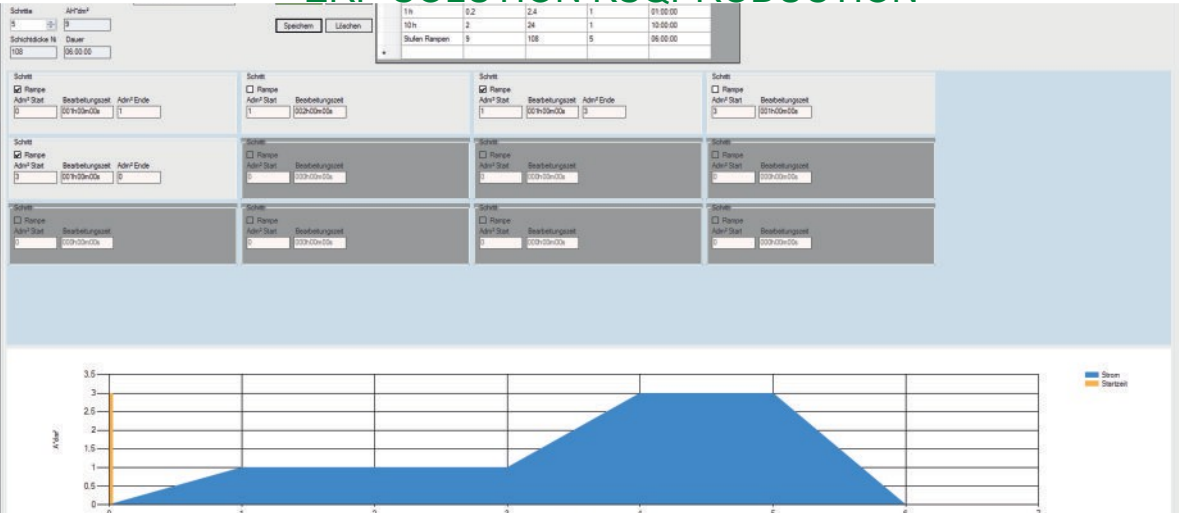 ERP SOLUTION RSQPRODUCTION
Schritte AH*dm²
5 9
Speichern Löschen
Schichtdicke Ni Dauer
108 06:00:00
1 h 0.2 2,4 1 01:00:00
10 h 2 24 1 10:00:00
Stufen Rampen 9 108 5 06:00:00
Schritt Schritt Schritt Schritt
Rampe Rampe Rampe Rampe
Adm² Start Bearbeitungszeit Adm² Ende Adm² Start Bearbeitungszeit Adm² Start Bearbeitungszeit Adm² Ende Adm² Start Bearbeitungszeit
0 001h00m00s 1 1 002h00m00s 1 001h00m00s 3 3 001h00m00s
Schritt Schritt Schritt Schritt
Rampe Rampe Rampe Rampe
Adm² Start Bearbeitungszeit Adm² Ende Adm² Start Bearbeitungszeit Adm² Start Bearbeitungszeit Adm² Start Bearbeitungszeit
3 001h00m00s 0 0 000h00m00s 0 000h00m00s 0 000h00m00s
Schritt Schritt Schritt Schritt
Rampe Rampe Rampe Rampe
Adm² Start Bearbeitungszeit Adm² Start Bearbeitungszeit Adm² Start Bearbeitungszeit Adm² Start Bearbeitungszeit
0 000h00m00s 0 000h00m00s 0 000h00m00s 0 000h00m00s
Strom
Startzeit
A*dm²
3.5
3
2.5
2
1.5
1
0.5
0
0 1 2 3 4 5 6 7